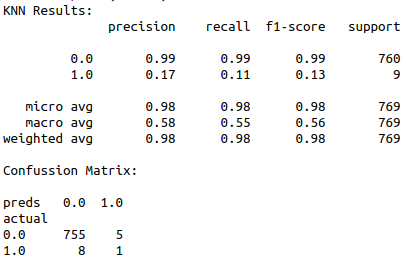 KNN Results:
precision recall f1-score support
0.0 0.99 0.99 0.99 760
1.0 0.17 0.11 0.13 9
micro avg 0.98 0.98 0.98 769
macro avg 0.58 0.55 0.56 769
weighted avg 0.98 0.98 0.98 769
Confussion Matrix:
preds 0.0 1.0
actual
0.0 755 5
1.0 8 1